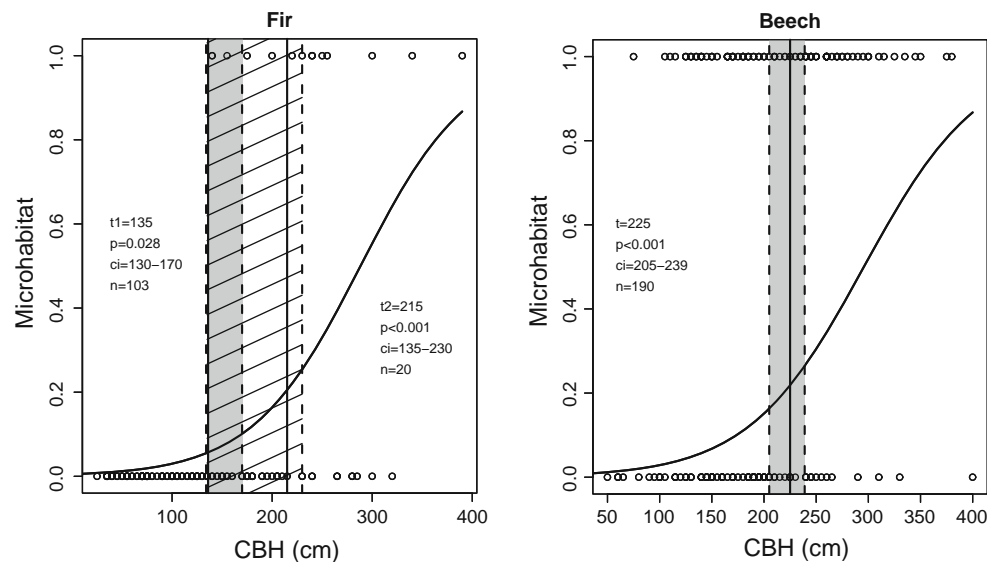 Fir
Microhabitat
1.0
0.8
0.6
0.4
0.2
0.0
t1=135
p=0.028
ci=130−170
n=103
t2=215
p<0.001
ci=135−230
n=20
100
200
300
400
CBH (cm)
Beech
Microhabitat
1.0
0.8
0.6
0.4
0.2
0.0
t=225
p<0.001
ci=205−239
n=190
50
100
150
200
250
300
350
400
CBH (cm)